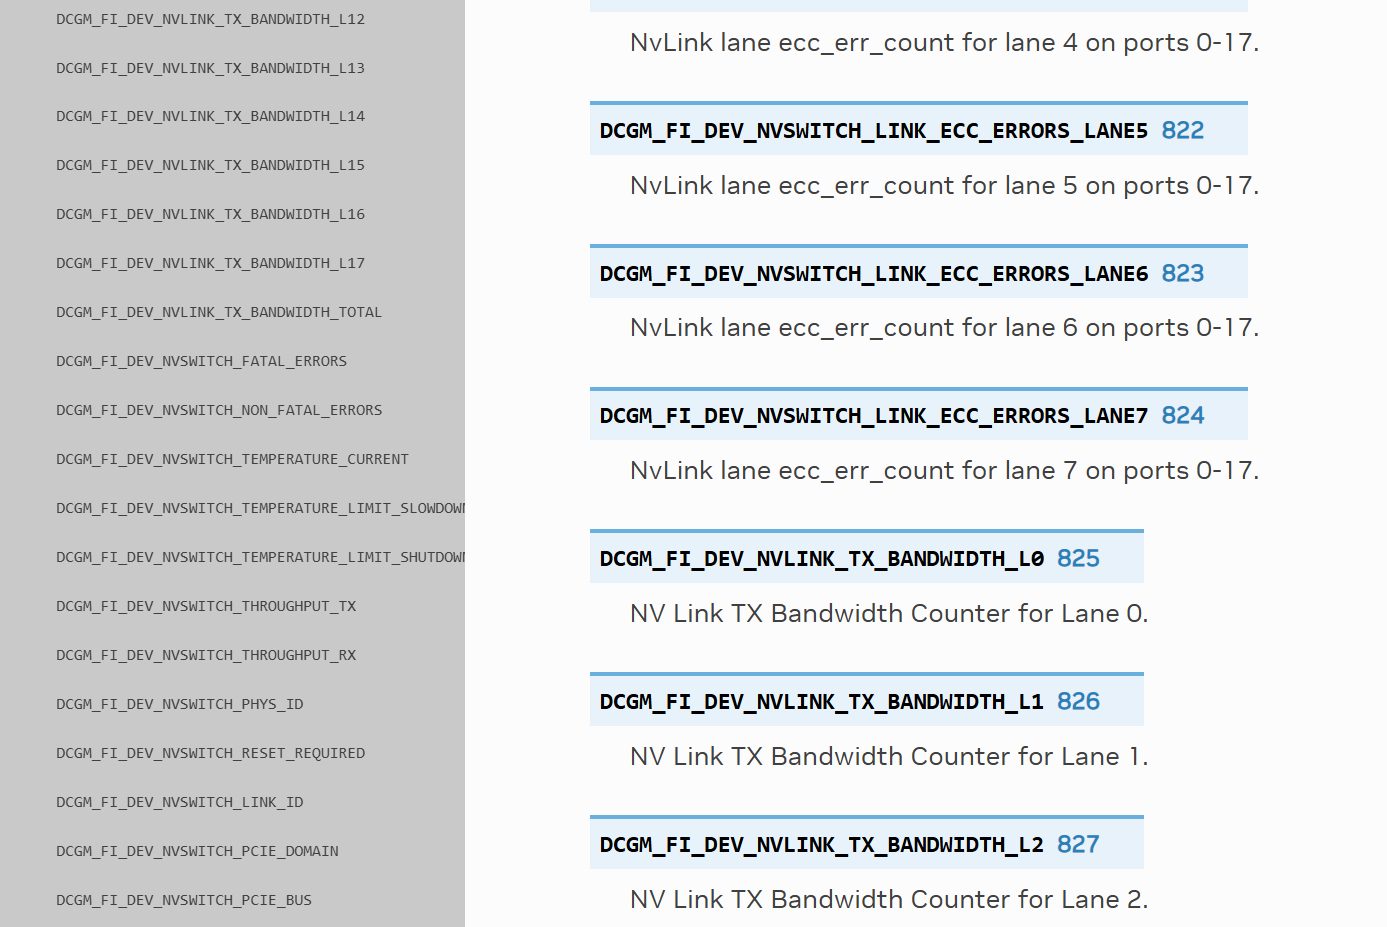 DCGM_FI_DEV_NVLINK_TX_BANDWIDTH_L12
DCGM_FI_DEV_NVLINK_TX_BANDWIDTH_L13
DCGM_FI_DEV_NVLINK_TX_BANDWIDTH_L14
DCGM_FI_DEV_NVLINK_TX_BANDWIDTH_L15
DCGM_FI_DEV_NVLINK_TX_BANDWIDTH_L16
DCGM_FI_DEV_NVLINK_TX_BANDWIDTH_L17
DCGM_FI_DEV_NVLINK_TX_BANDWIDTH_TOTAL
DCGM_FI_DEV_NVSWITCH_FATAL_ERRORS
DCGM_FI_DEV_NVSWITCH_NON_FATAL_ERRORS
DCGM_FI_DEV_NVSWITCH_TEMPERATURE_CURRENT
DCGM_FI_DEV_NVSWITCH_TEMPERATURE_LIMIT_SLOWDOWN
DCGM_FI_DEV_NVSWITCH_TEMPERATURE_LIMIT_SHUTDOWN
DCGM_FI_DEV_NVSWITCH_THROUGHPUT_TX
DCGM_FI_DEV_NVSWITCH_THROUGHPUT_RX
DCGM_FI_DEV_NVSWITCH_PHYS_ID
DCGM_FI_DEV_NVSWITCH_RESET_REQUIRED
DCGM_FI_DEV_NVSWITCH_LINK_ID
DCGM_FI_DEV_NVSWITCH_PCIE_DOMAIN
DCGM_FI_DEV_NVSWITCH_PCIE_BUS
NvLink lane ecc_err_count for lane 4 on ports 0-17.
DCGM_FI_DEV_NVSWITCH_LINK_ECC_ERRORS_LANE5 822
NvLink lane ecc_err_count for lane 5 on ports 0-17.
DCGM_FI_DEV_NVSWITCH_LINK_ECC_ERRORS_LANE6 823
NvLink lane ecc_err_count for lane 6 on ports 0-17.
DCGM_FI_DEV_NVSWITCH_LINK_ECC_ERRORS_LANE7 824
NvLink lane ecc_err_count for lane 7 on ports 0-17.
DCGM_FI_DEV_NVLINK_TX_BANDWIDTH_L0 825
NV Link TX Bandwidth Counter for Lane 0.
DCGM_FI_DEV_NVLINK_TX_BANDWIDTH_L1 826
NV Link TX Bandwidth Counter for Lane 1.
DCGM_FI_DEV_NVLINK_TX_BANDWIDTH_L2 827
NV Link TX Bandwidth Counter for Lane 2.